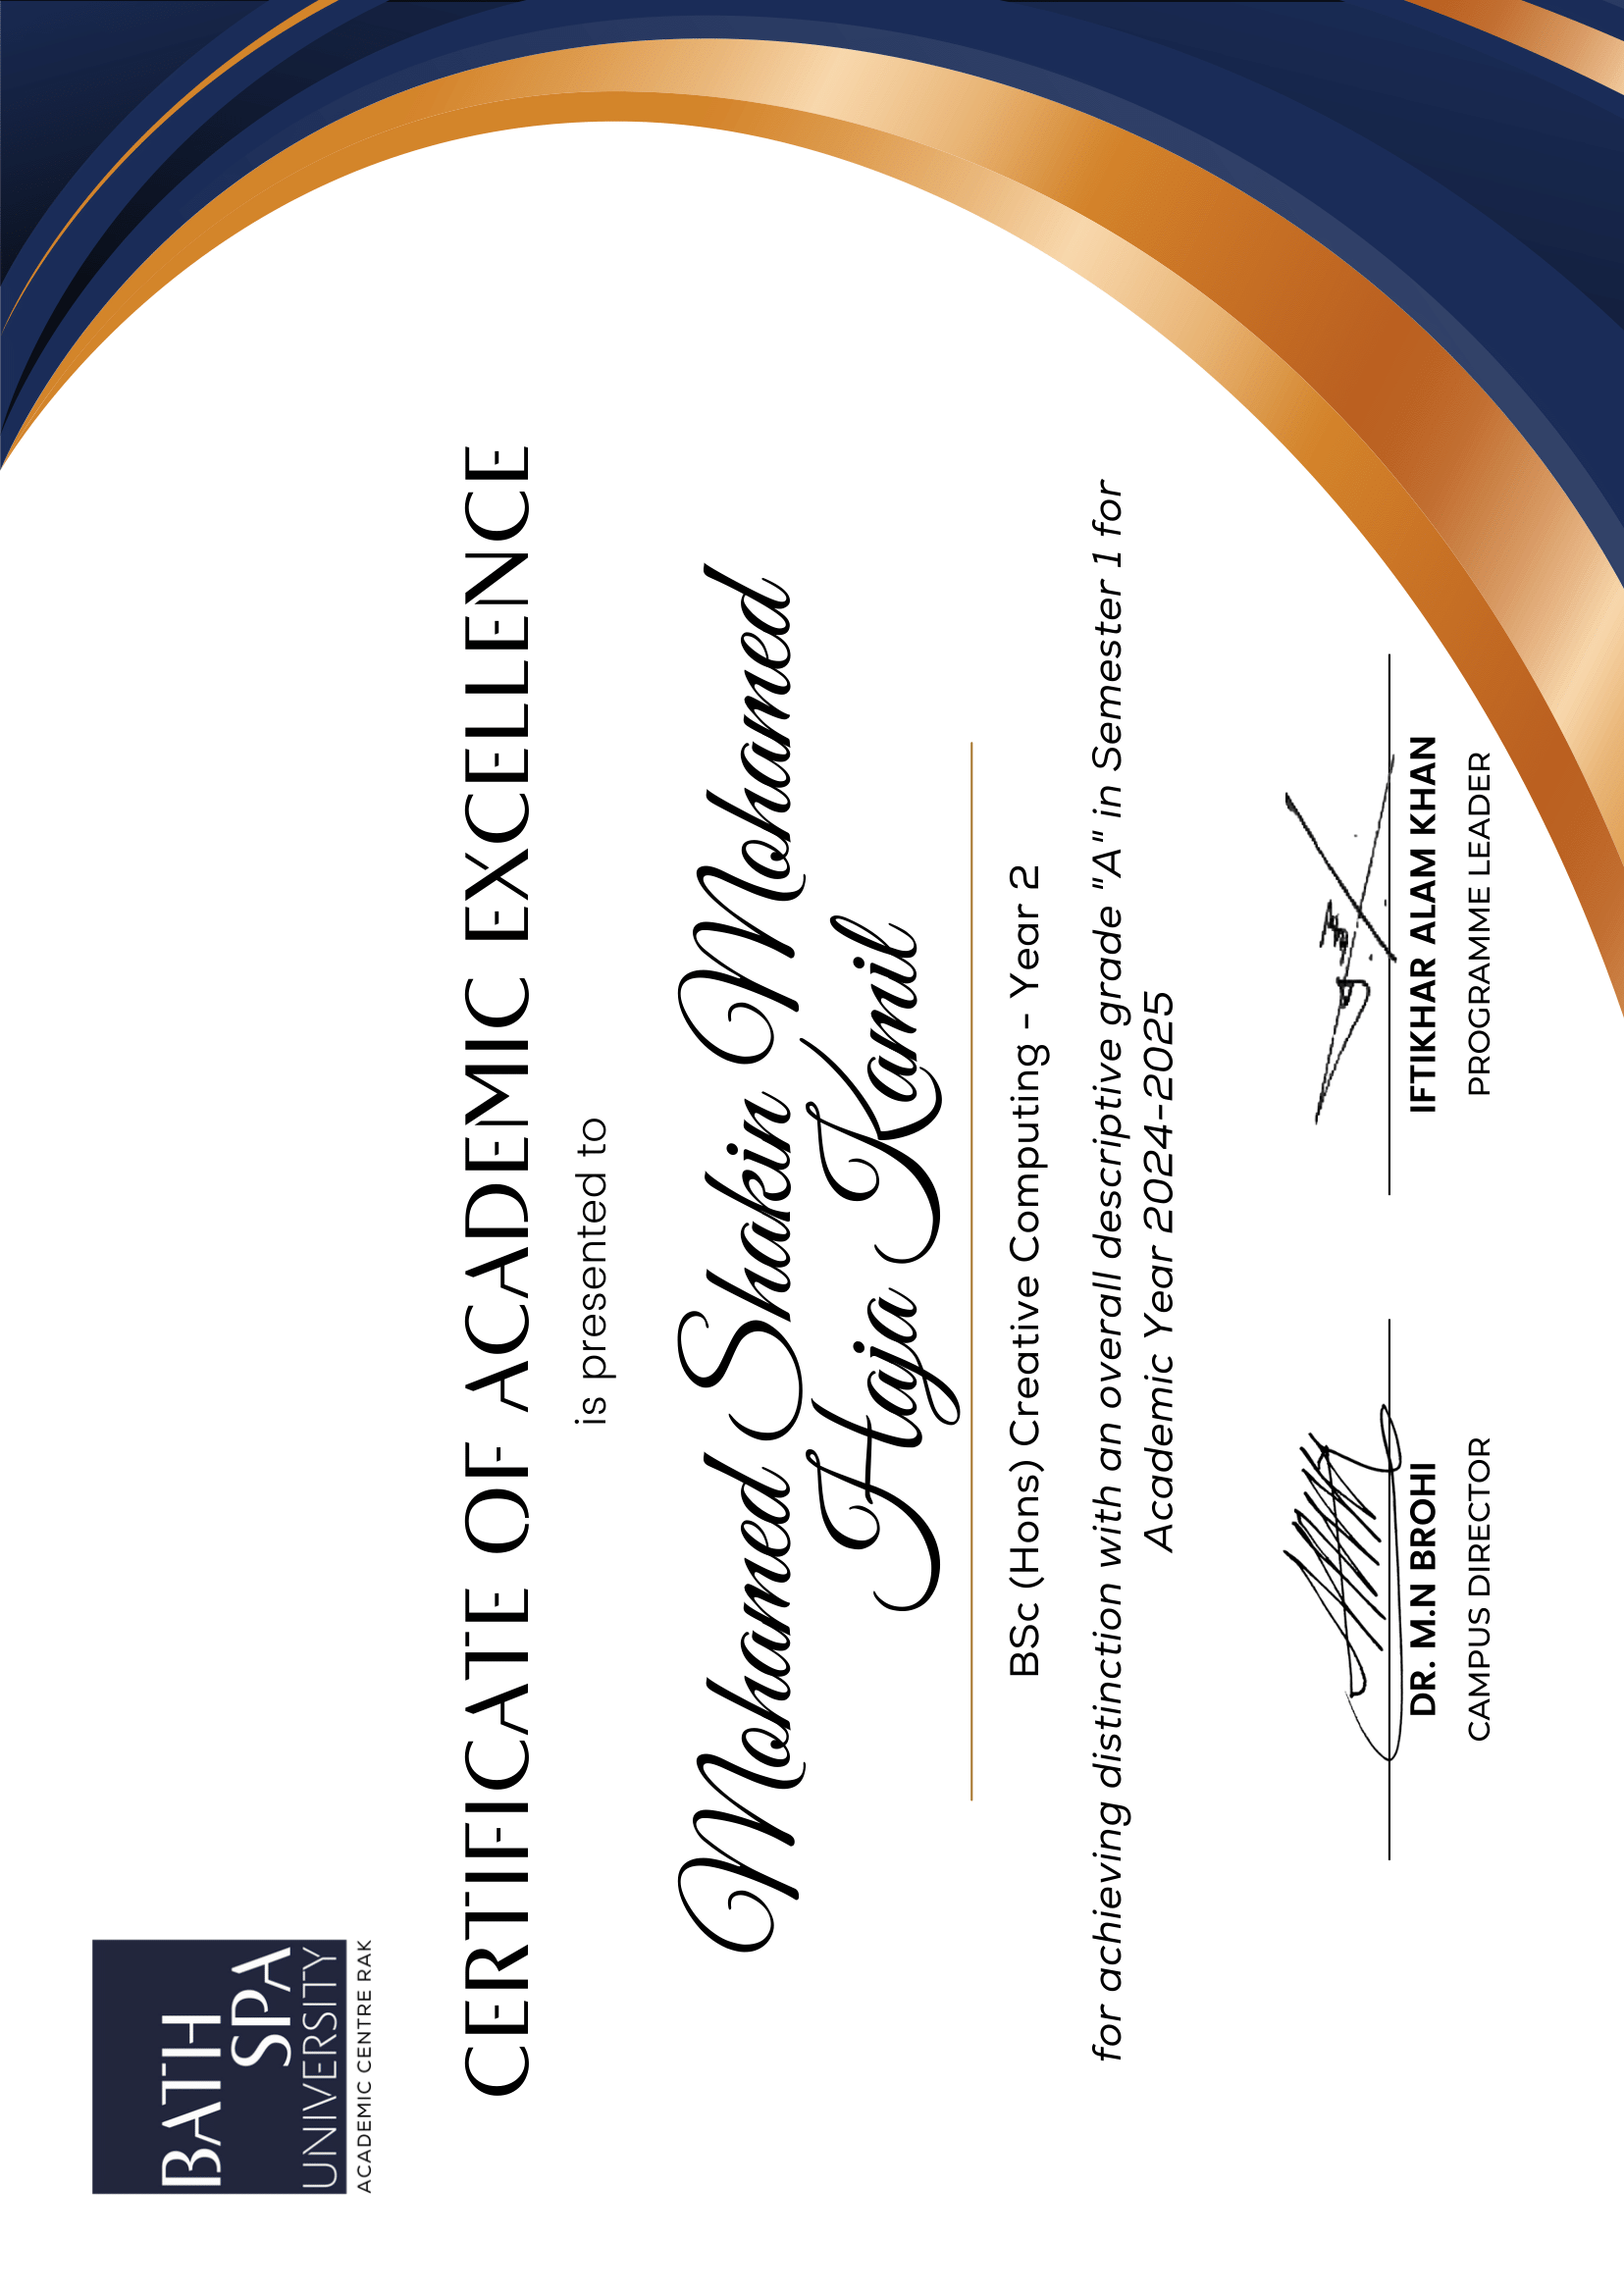 BATH
SPA
UNIVERSITY
ACADEMIC CENTRE RAK
CERTIFICATE OF ACADEMIC EXCELLENCE
is presented to
Mohamed Shakin Mohamed
Haja Kamil
BSc (Hons) Creative Computing - Year 2
for achieving distinction with an overall descriptive grade "A" in Semester 1 for
Academic Year 2024-2025
DR. M.N BROHI
CAMPUS DIRECTOR
IFTIKHAR ALAM KHAN
PROGRAMME LEADER